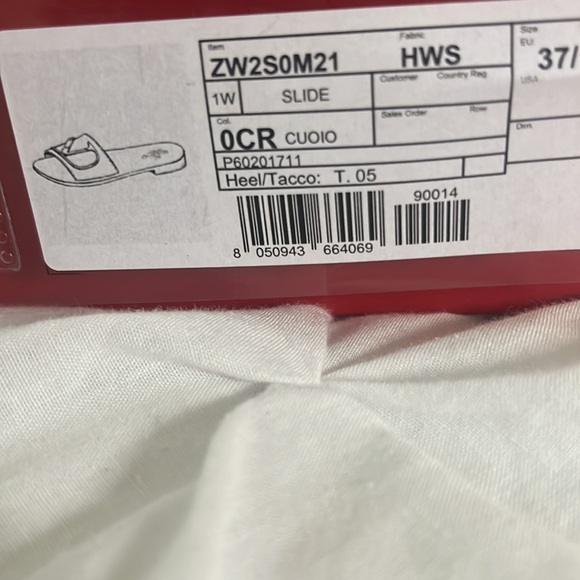 Item
Fabric
Size
ZW2S0M21
HWS
EU
37/
1W
SLIDE
Customer
Country Reg
USA
Col.
Sales Order
Row
0CR CUOIO
Dim.
P60201711
Heel/Tacco: T. 05
90014
8 050943 664069